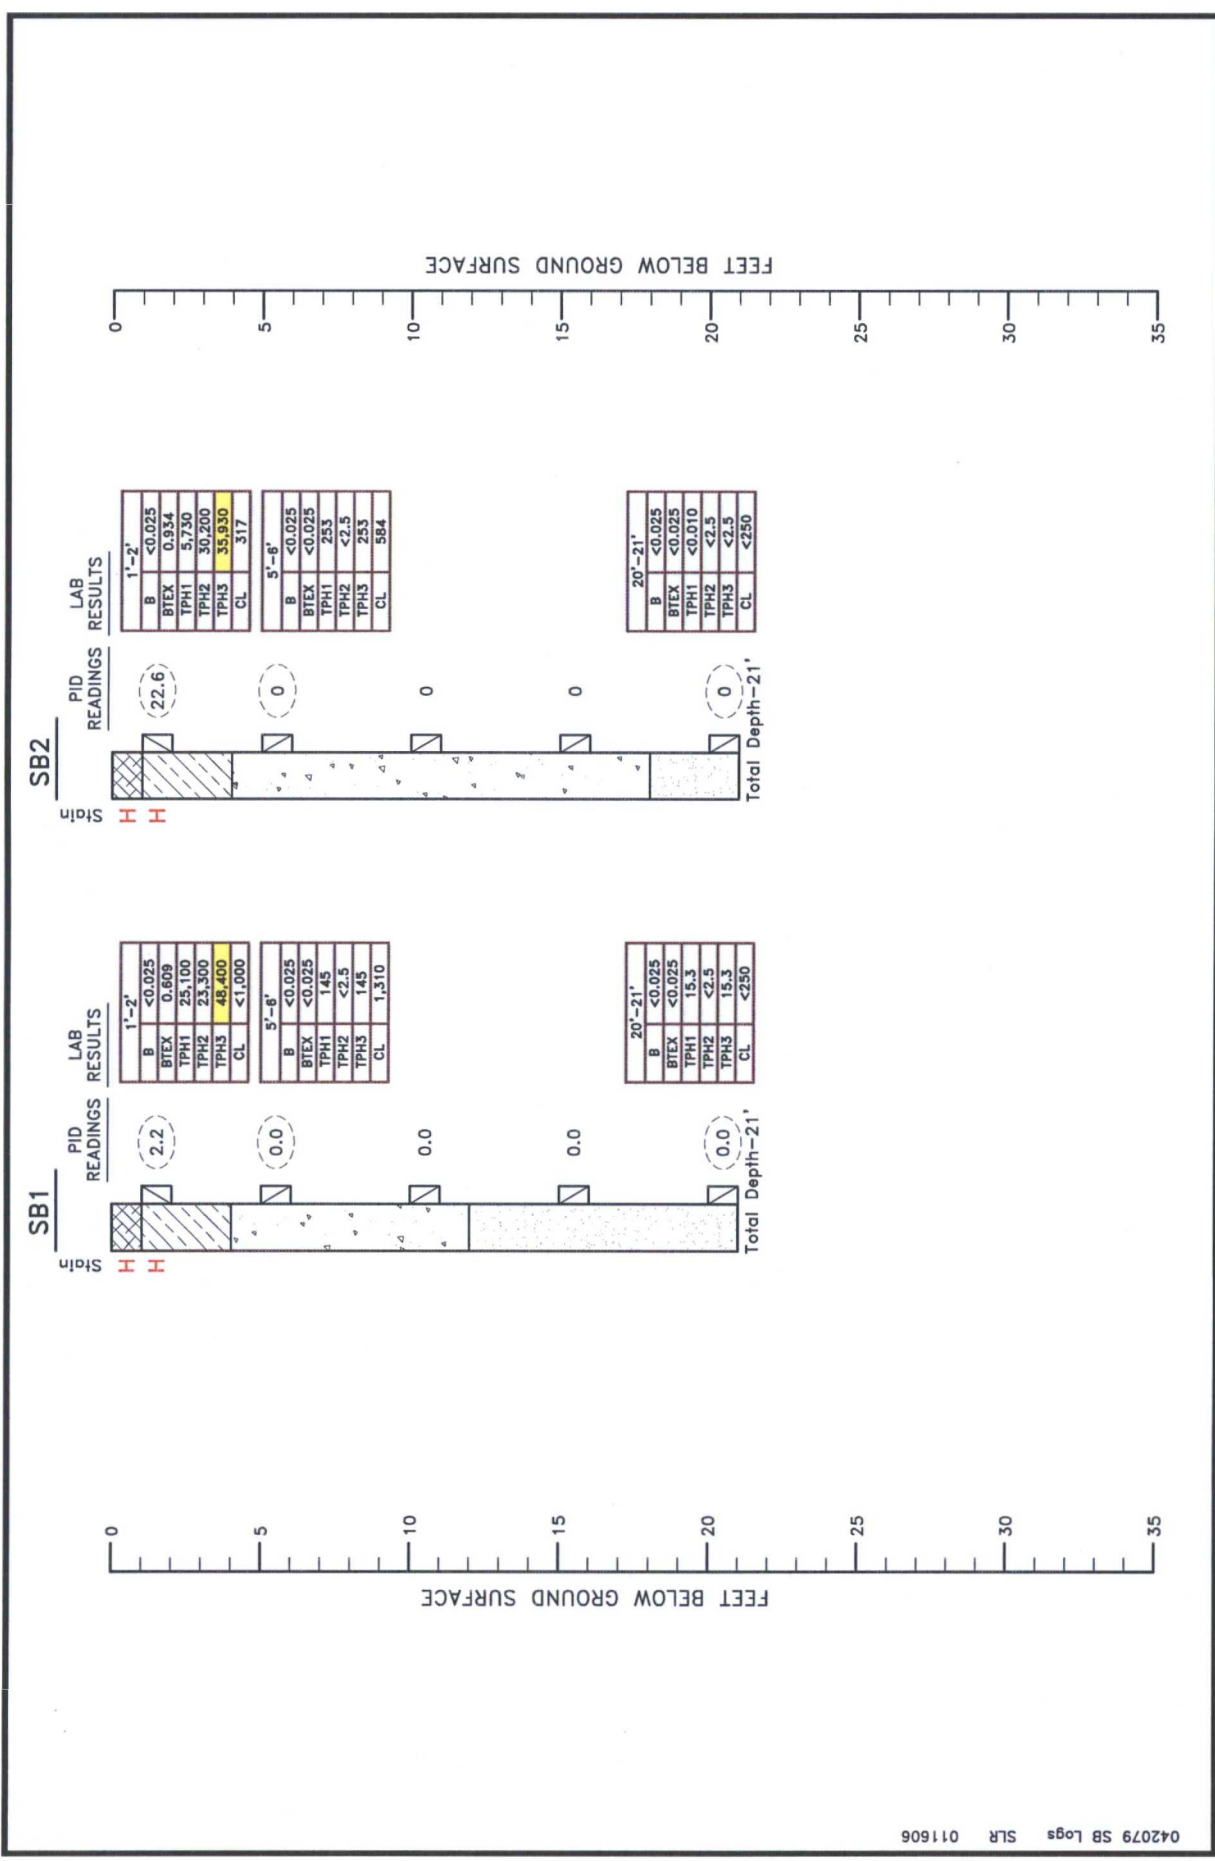 SB1
Stain
H
H
PID
READINGS
LAB
RESULTS
2.2
0.0
0.0
0.0
0.0
1'-2'
B <0.025
BTEX 0.609
TPH1 25,100
TPH2 23,300
TPH3 48,400
CL <1,000
5'-6'
B <0.025
BTEX <0.025
TPH1 145
TPH2 <2.5
TPH3 145
CL 1,310
20'-21'
B <0.025
BTEX <0.025
TPH1 15.3
TPH2 <2.5
TPH3 15.3
CL <250
Total Depth-21'
FEET BELOW GROUND SURFACE
0
5
10
15
20
25
30
35
SB2
Stain
H
H
PID
READINGS
LAB
RESULTS
22.6
0
0
0
0
1'-2'
B <0.025
BTEX 0.934
TPH1 5,730
TPH2 30,200
TPH3 35,930
CL 317
5'-6'
B <0.025
BTEX <0.025
TPH1 253
TPH2 <2.5
TPH3 253
CL 584
20'-21'
B <0.025
BTEX <0.025
TPH1 <0.010
TPH2 <2.5
TPH3 <2.5
CL <250
Total Depth-21'
FEET BELOW GROUND SURFACE
0
5
10
15
20
25
30
35
042079 SB Logs SLR 011606